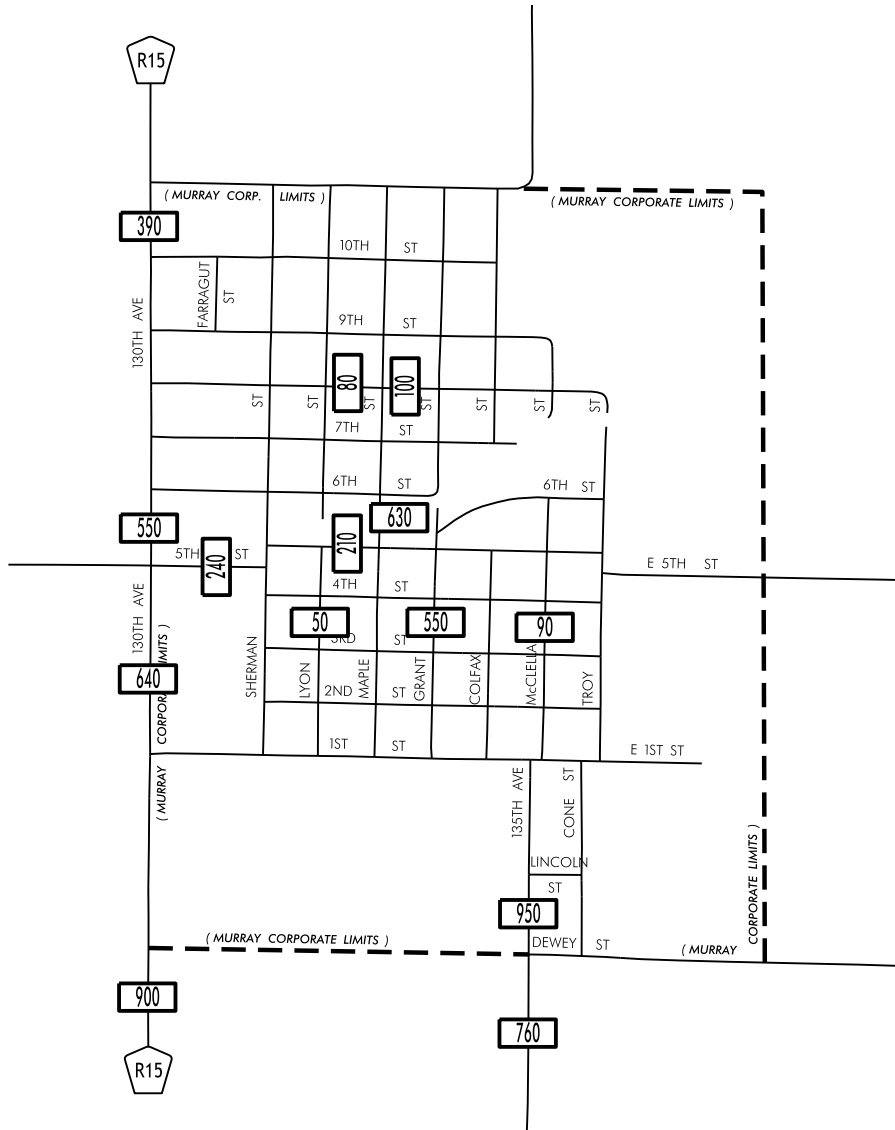 R15
( MURRAY CORP. LIMITS )
( MURRAY CORPORATE LIMITS )
390
10TH ST
FARRAGUT ST
130TH AVE
9TH ST
80
100
ST
ST
ST
ST
ST
ST
ST
7TH ST
6TH ST
6TH ST
630
550
210
5TH ST
240
E 5TH ST
4TH ST
130TH AVE
50
550
90
3RD ST
SHERMAN
LYON
MAPLE
GRANT
COLFAX
TROY
2ND ST
640
( MURRAY CORPORATE LIMITS )
1ST ST
E 1ST ST
135TH AVE
CONE ST
LINCOLN ST
950
DEWEY ST
( MURRAY CORPORATE LIMITS )
( MURRAY CORPORATE LIMITS )
900
760
R15